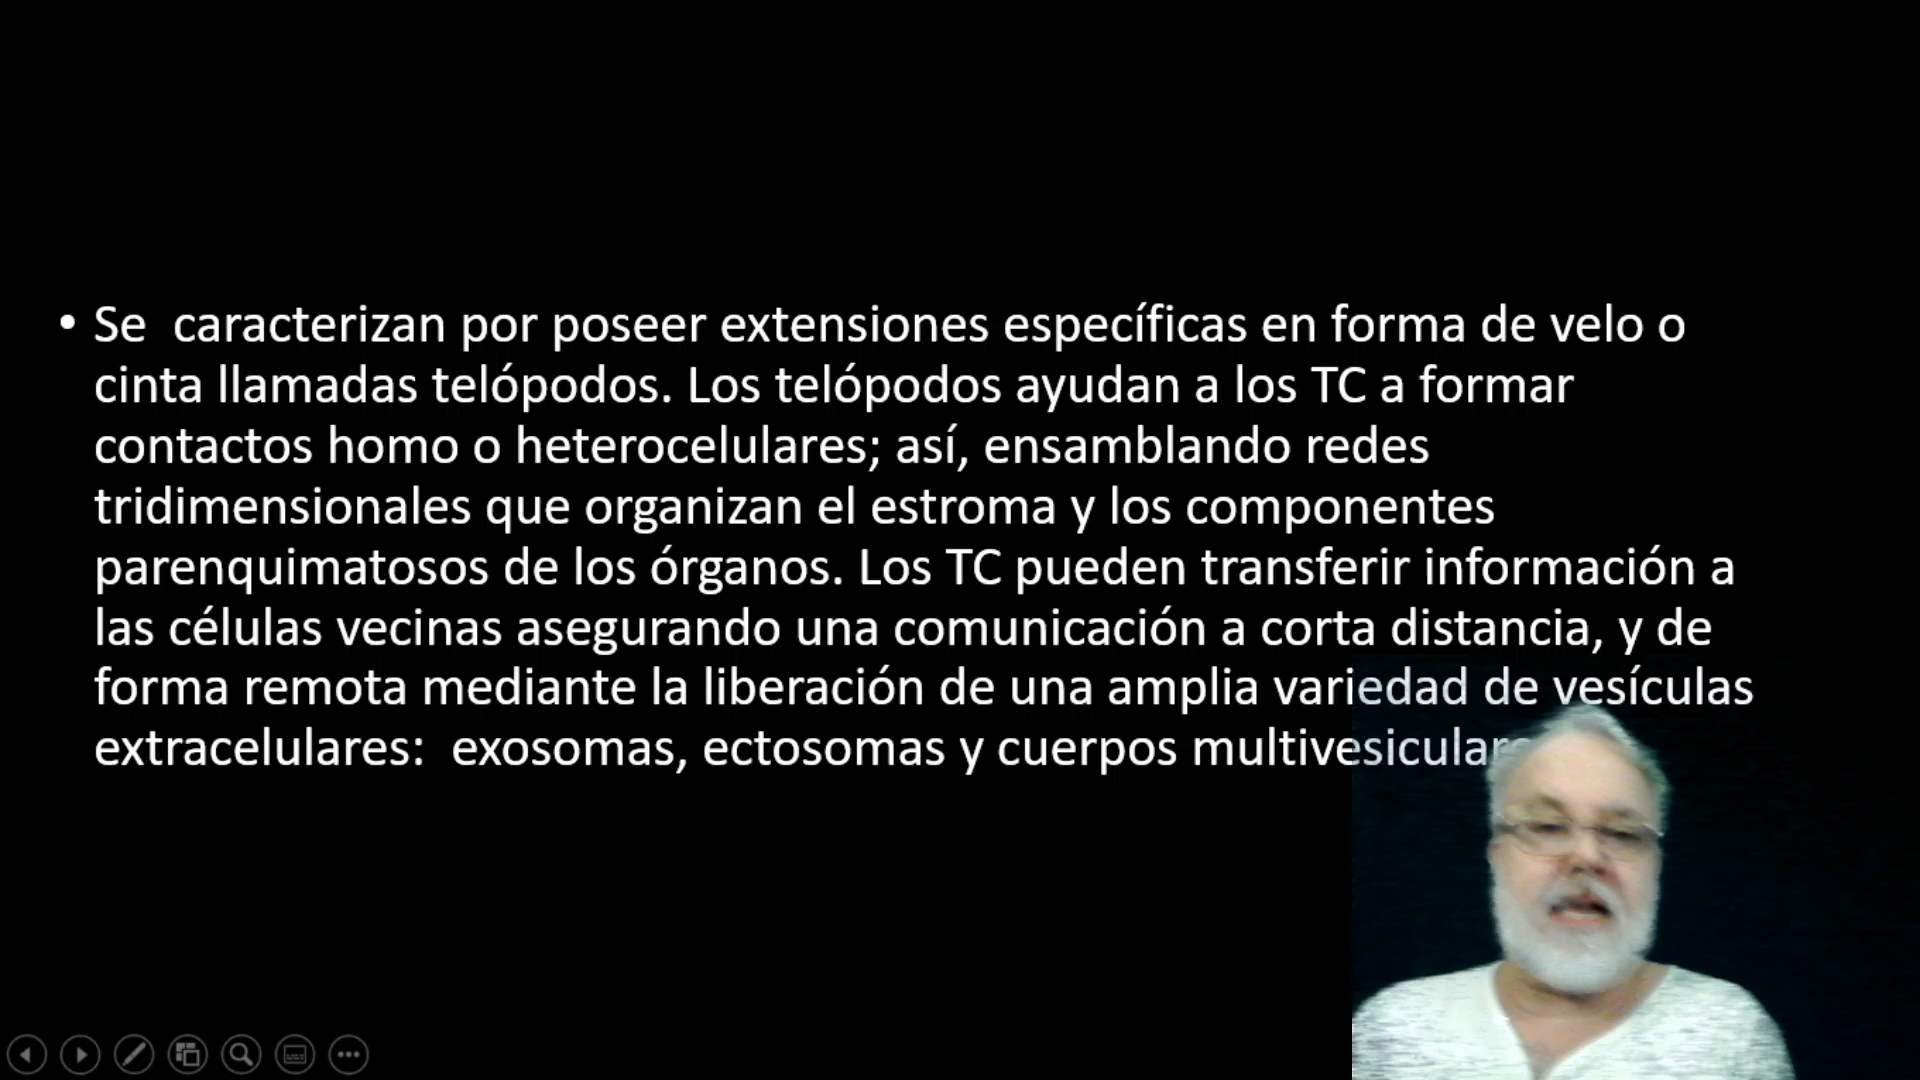 • Se  caracterizan por poseer extensiones específicas en forma de velo o
cinta llamadas telópodos. Los telópodos ayudan a los TC a formar
contactos homo o heterocelulares; así, ensamblando redes
tridimensionales que organizan el estroma y los componentes
parenquimatosos de los órganos. Los TC pueden transferir información a
las células vecinas asegurando una comunicación a corta distancia, y de
forma remota mediante la liberación de una amplia variedad de vesículas
extracelulares:  exosomas, ectosomas y cuerpos